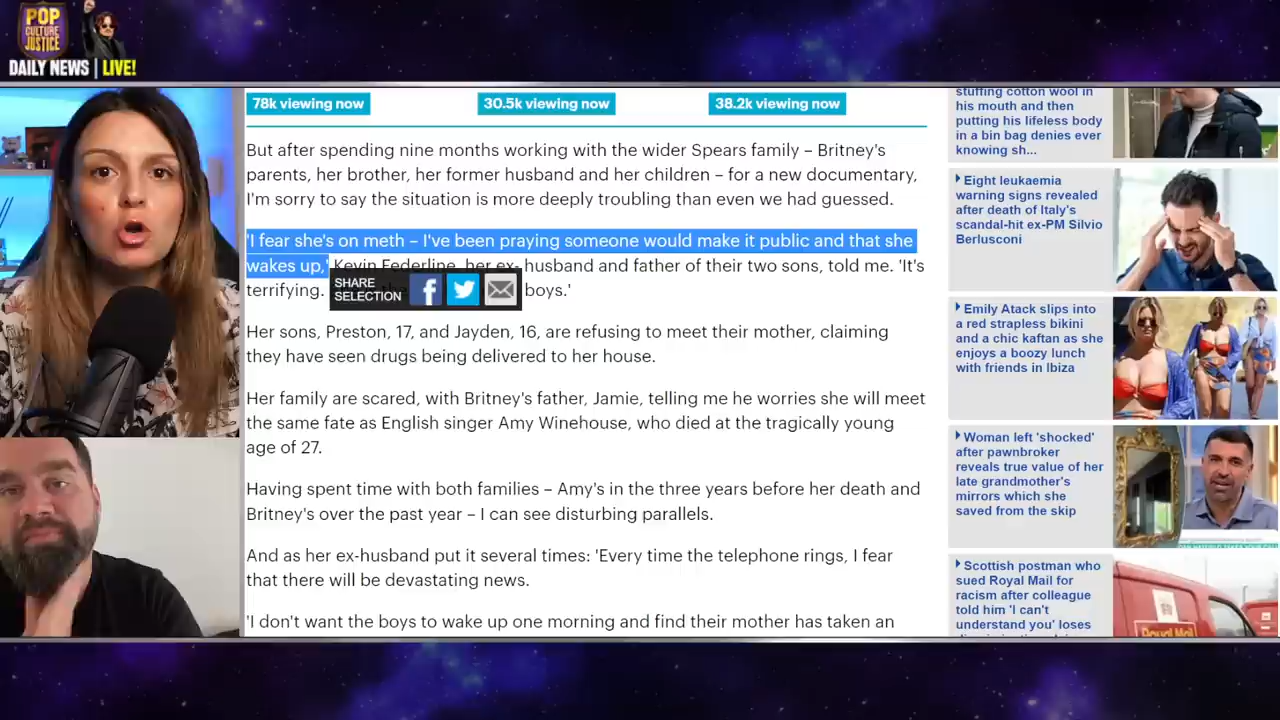 POP
CULTURE
JUSTICE
DAILY NEWS | LIVE!
78k viewing now
30.5k viewing now
38.2k viewing now
But after spending nine months working with the wider Spears family – Britney's
parents, her brother, her former husband and her children – for a new documentary,
I'm sorry to say the situation is more deeply troubling than even we had guessed.
'I fear she's on meth – I've been praying someone would make it public and that she
wakes up,' Kevin Federline, her ex-husband and father of their two sons, told me. 'It's
terrifying. boys.'
SHARE
SELECTION
Her sons, Preston, 17, and Jayden, 16, are refusing to meet their mother, claiming
they have seen drugs being delivered to her house.
Her family are scared, with Britney's father, Jamie, telling me he worries she will meet
the same fate as English singer Amy Winehouse, who died at the tragically young
age of 27.
Having spent time with both families – Amy's in the three years before her death and
Britney's over the past year – I can see disturbing parallels.
And as her ex-husband put it several times: 'Every time the telephone rings, I fear
that there will be devastating news.
'I don't want the boys to wake up one morning and find their mother has taken an
stuffing cotton wool in
his mouth and then
putting his lifeless body
in a bin bag denies ever
knowing sh...
Eight leukaemia
warning signs revealed
after death of Italy's
scandal-hit ex-PM Silvio
Berlusconi
Emily Atack slips into
a red strapless bikini
and a chic kaftan as she
enjoys a boozy lunch
with friends in Ibiza
Woman left 'shocked'
after pawnbroker
reveals true value of her
late grandmother's
mirrors which she
saved from the skip
Scottish postman who
sued Royal Mail for
racism after colleague
told him 'I can't
understand you' loses
Royal Mail